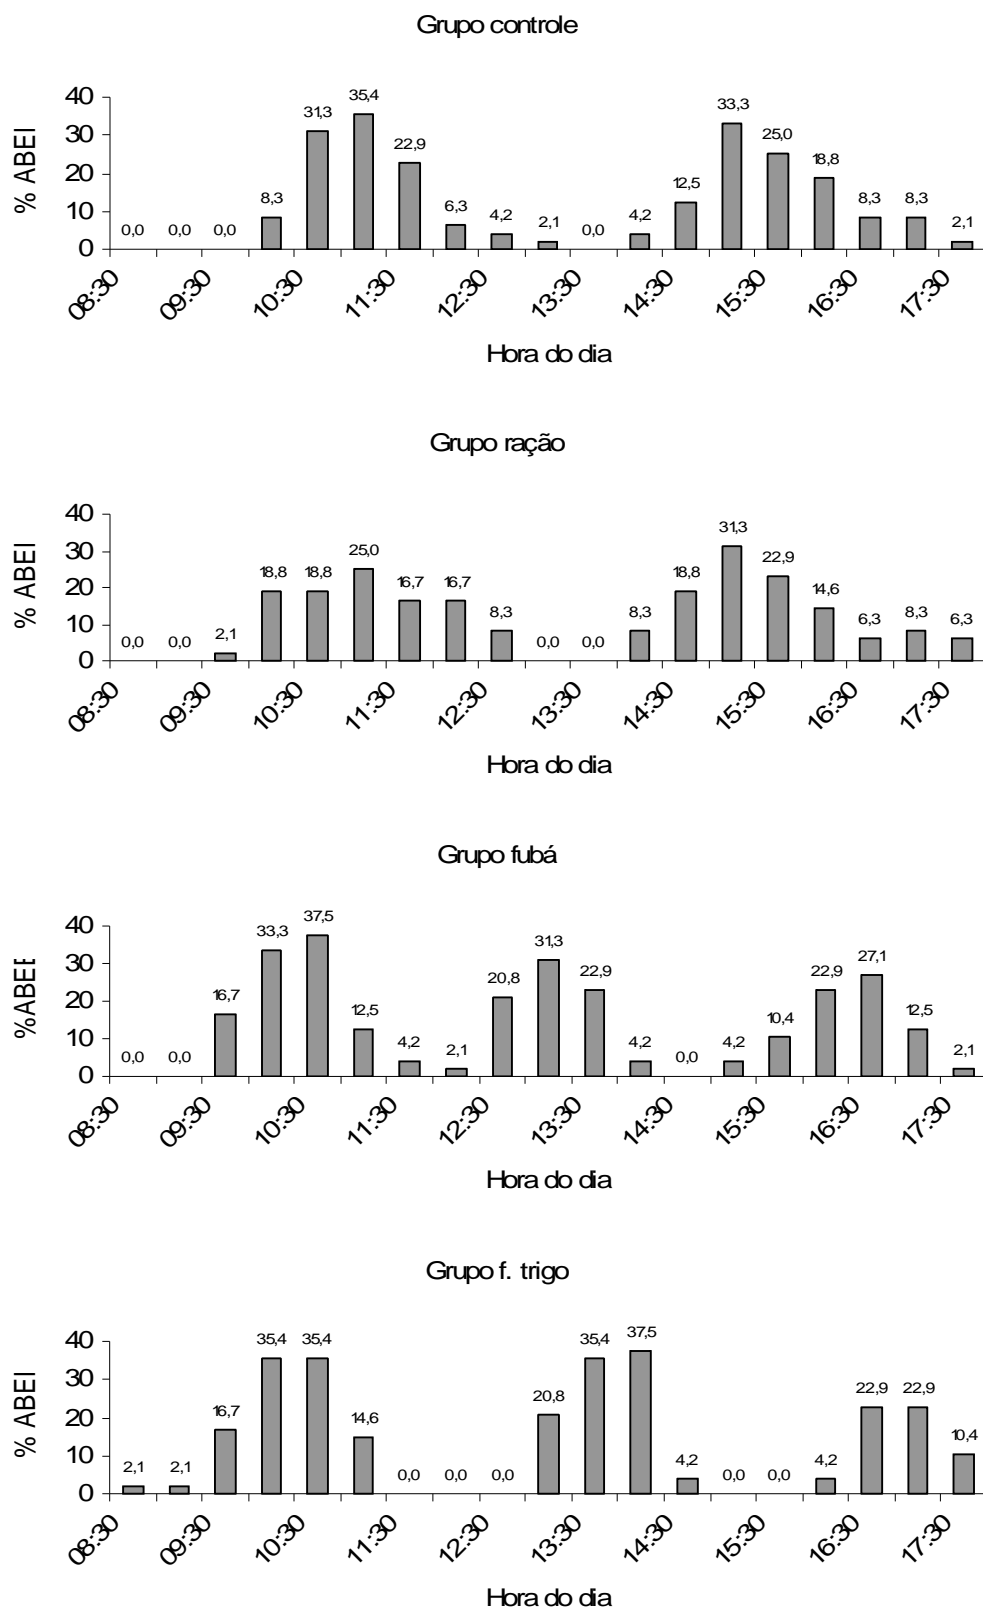 Grupo controle
% ABEI
40
30
20
10
0
0,0 0,0 0,0 8,3 31,3 35,4 22,9 6,3 4,2 2,1 0,0 4,2 12,5 33,3 25,0 18,8 8,3 8,3 2,1
08:30 09:30 10:30 11:30 12:30 13:30 14:30 15:30 16:30 17:30
Hora do dia
Grupo ração
% ABEI
40
30
20
10
0
0,0 0,0 2,1 18,8 18,8 25,0 16,7 16,7 8,3 0,0 0,0 8,3 18,8 31,3 22,9 14,6 6,3 8,3 6,3
08:30 09:30 10:30 11:30 12:30 13:30 14:30 15:30 16:30 17:30
Hora do dia
Grupo fubá
%ABEE
40
30
20
10
0
0,0 0,0 16,7 33,3 37,5 12,5 4,2 2,1 20,8 31,3 22,9 4,2 0,0 4,2 10,4 22,9 27,1 12,5 2,1
08:30 09:30 10:30 11:30 12:30 13:30 14:30 15:30 16:30 17:30
Hora do dia
Grupo f. trigo
% ABEI
40
30
20
10
0
2,1 2,1 16,7 35,4 35,4 14,6 0,0 0,0 0,0 20,8 35,4 37,5 4,2 0,0 0,0 4,2 22,9 22,9 10,4
08:30 09:30 10:30 11:30 12:30 13:30 14:30 15:30 16:30 17:30
Hora do dia